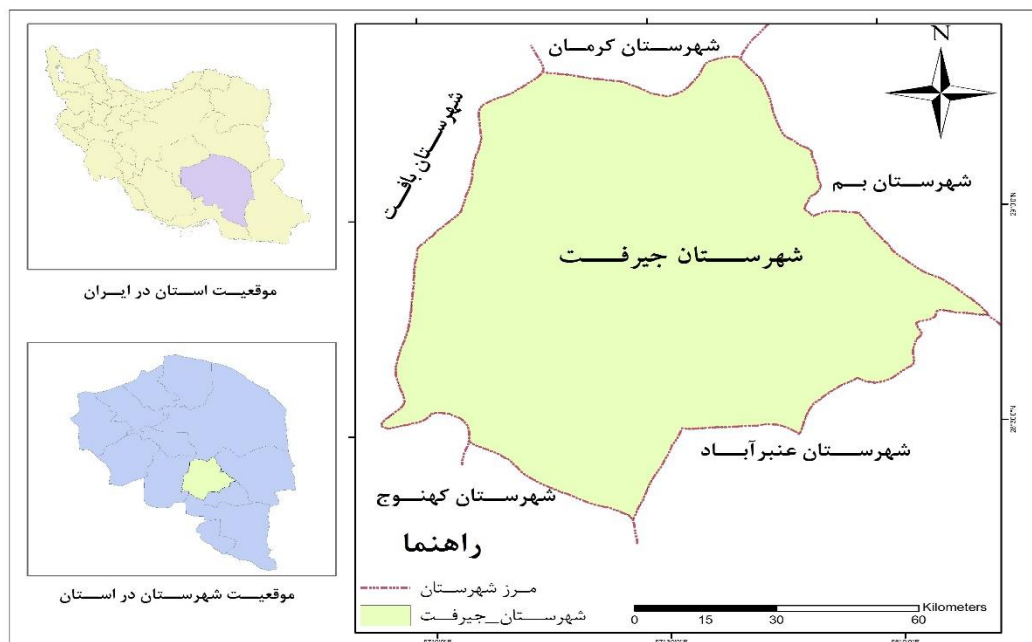 موقعیت استان در ایران
موقعیت شهرستان در استان
شهرستان کرمان
N
شهرستان بافت
شهرستان بم
شهرستان جیرفت
شهرستان عنبرآباد
شهرستان کهنوج
راهنما
مرز شهرستان
شهرستان_جیرفت
Kilometers
0 15 30 60